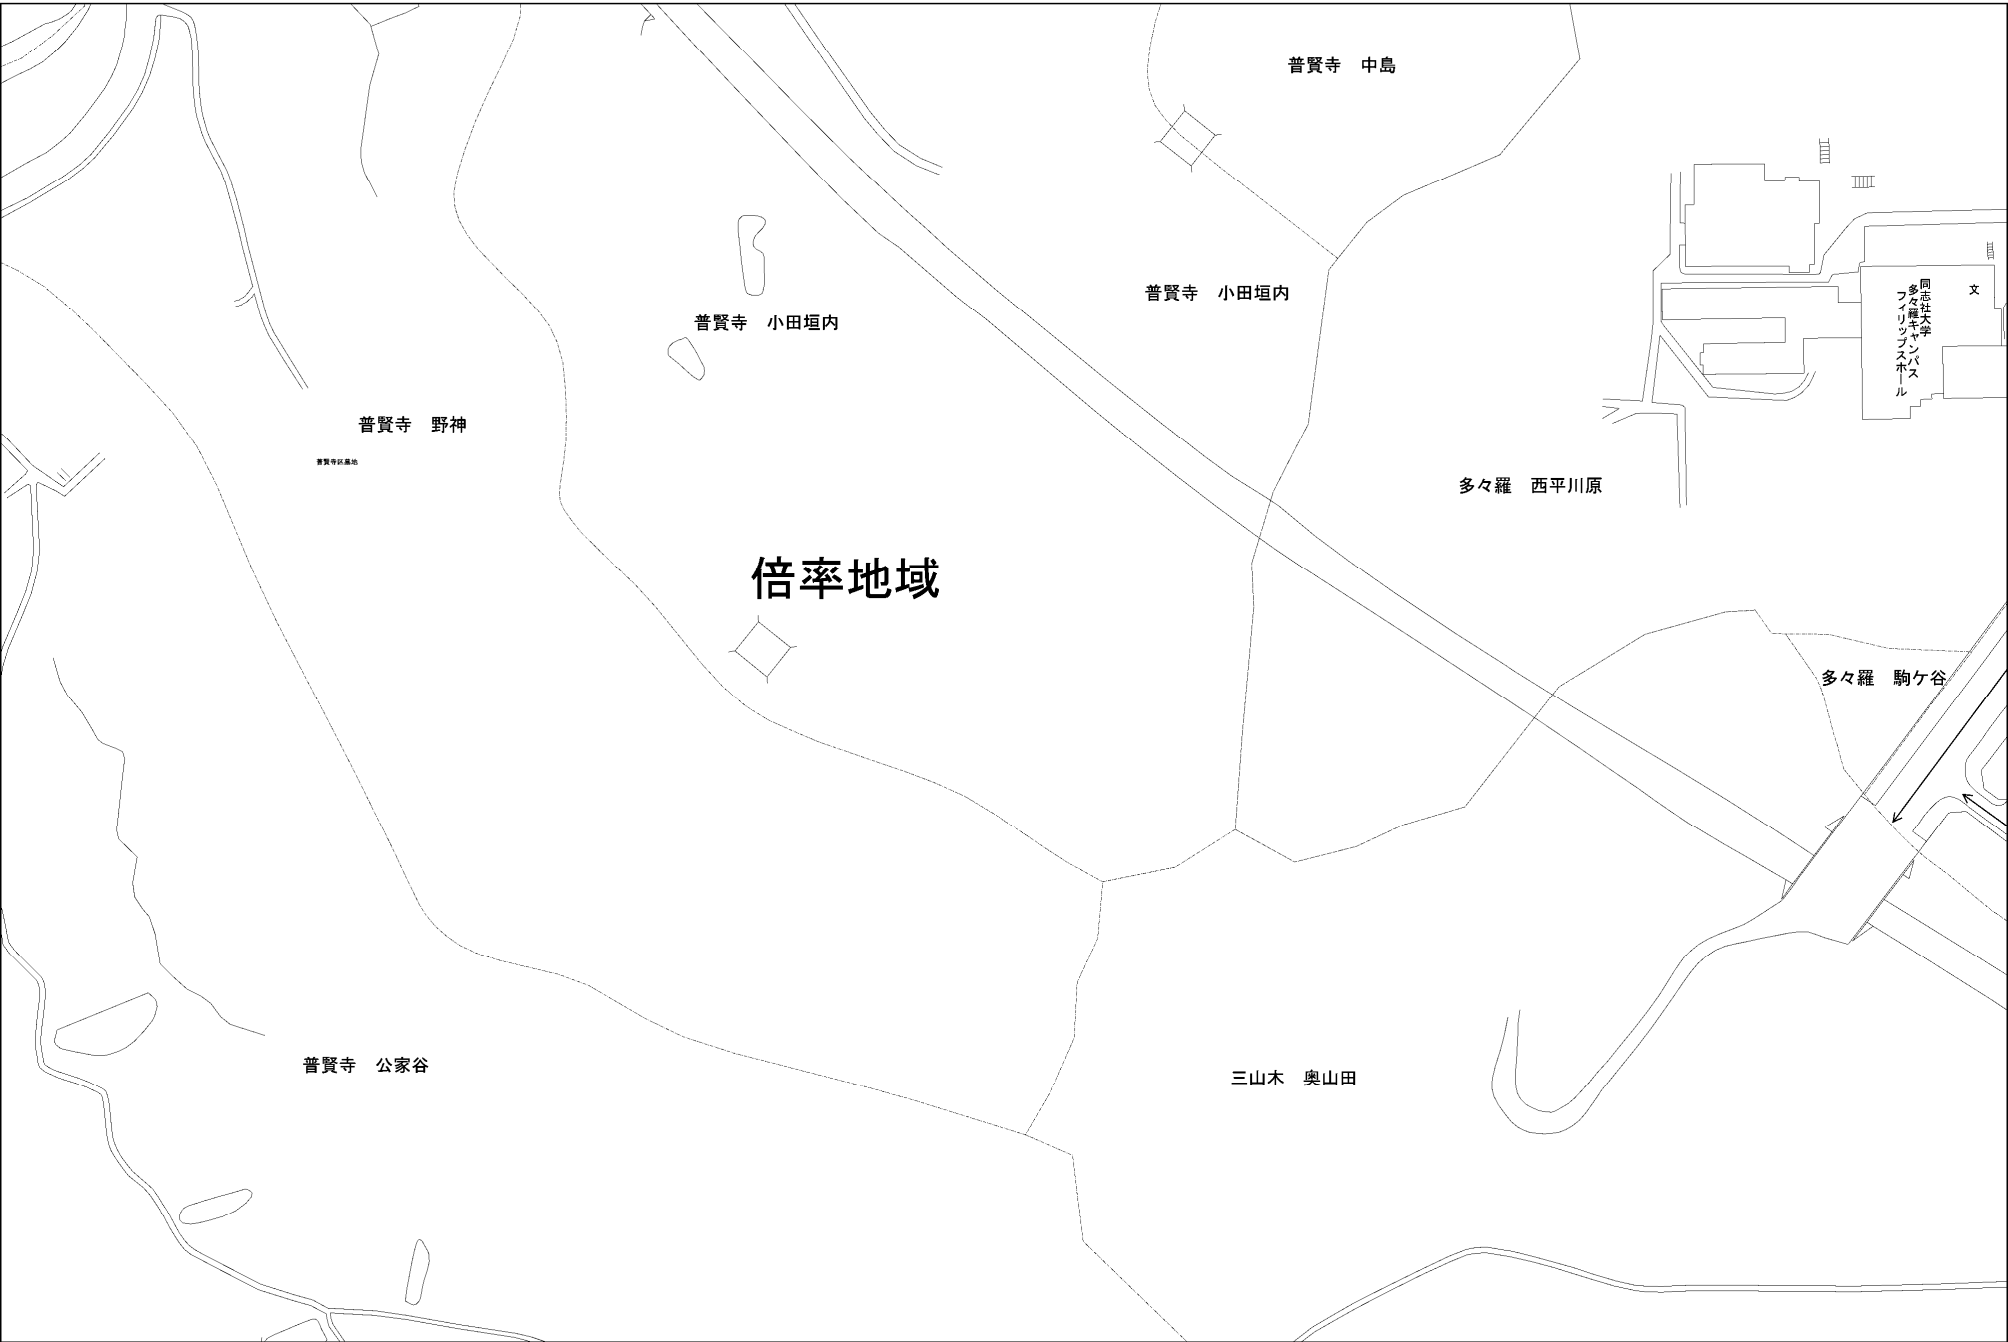 普賢寺　中島
普賢寺　小田垣内
普賢寺　小田垣内
同志社大学
多々羅キャンパス
フィリップスホール
文
普賢寺　野神
普賢寺区墓地
多々羅　西平川原
倍率地域
多々羅　駒ケ谷
普賢寺　公家谷
三山木　奥山田